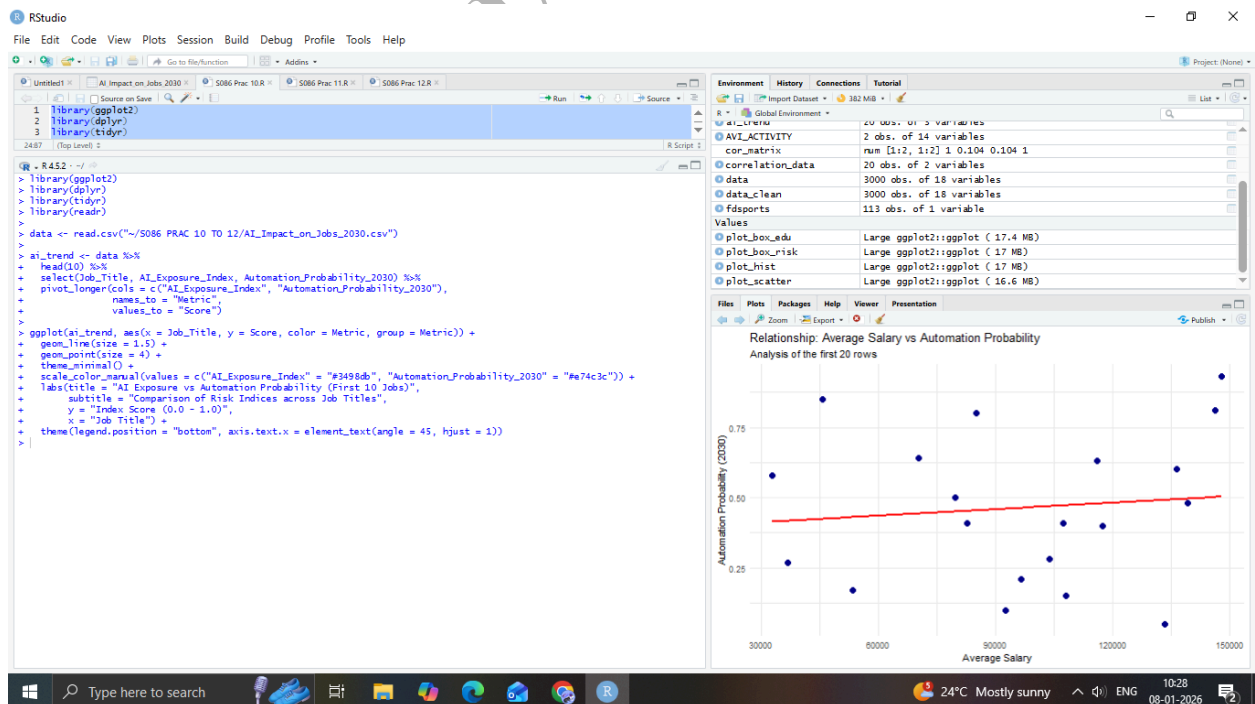 RStudio
File Edit Code View Plots Session Build Debug Profile Tools Help
Go to file/function
Addins
Project: (None)
Untitled1 AI_Impact_on_Jobs_2030 S086 Prac 10.R S086 Prac 11.R S086 Prac 12.R
Source on Save Run Source
1 library(ggplot2)
2 library(dplyr)
3 library(tidyr)
24:87 (Top Level) R Script
R 4.5.2 · ~/
> library(ggplot2)
> library(dplyr)
> library(tidyr)
> library(readr)
>
> data <- read.csv("~/S086 PRAC 10 TO 12/AI_Impact_on_Jobs_2030.csv")
>
> ai_trend <- data %>%
+   head(10) %>%
+   select(Job_Title, AI_Exposure_Index, Automation_Probability_2030) %>%
+   pivot_longer(cols = c("AI_Exposure_Index", "Automation_Probability_2030"),
+                names_to = "Metric",
+                values_to = "Score")
>
> ggplot(ai_trend, aes(x = Job_Title, y = Score, color = Metric, group = Metric)) +
+   geom_line(size = 1.5) +
+   geom_point(size = 4) +
+   theme_minimal() +
+   scale_color_manual(values = c("AI_Exposure_Index" = "#3498db", "Automation_Probability_2030" = "#e74c3c")) +
+   labs(title = "AI Exposure vs Automation Probability (First 10 Jobs)",
+        subtitle = "Comparison of Risk Indices across Job Titles",
+        y = "Index Score (0.0 - 1.0)",
+        x = "Job Title") +
+   theme(legend.position = "bottom", axis.text.x = element_text(angle = 45, hjust = 1))
>
Environment History Connections Tutorial
Import Dataset 382 MiB List
R Global Environment
ai_trend 20 obs. of 3 variables
AVI_ACTIVITY 2 obs. of 14 variables
cor_matrix num [1:2, 1:2] 1 0.104 0.104 1
correlation_data 20 obs. of 2 variables
data 3000 obs. of 18 variables
data_clean 3000 obs. of 18 variables
fdsports 113 obs. of 1 variable
Values
plot_box_edu Large ggplot2::ggplot ( 17.4 MB)
plot_box_risk Large ggplot2::ggplot ( 17 MB)
plot_hist Large ggplot2::ggplot ( 17 MB)
plot_scatter Large ggplot2::ggplot ( 16.6 MB)
Files Plots Packages Help Viewer Presentation
Zoom Export Publish
Relationship: Average Salary vs Automation Probability
Analysis of the first 20 rows
Automation Probability (2030)
0.75
0.50
0.25
30000 60000 90000 120000 150000
Average Salary
Type here to search
5
24°C Mostly sunny
ENG
10:28
08-01-2026
2